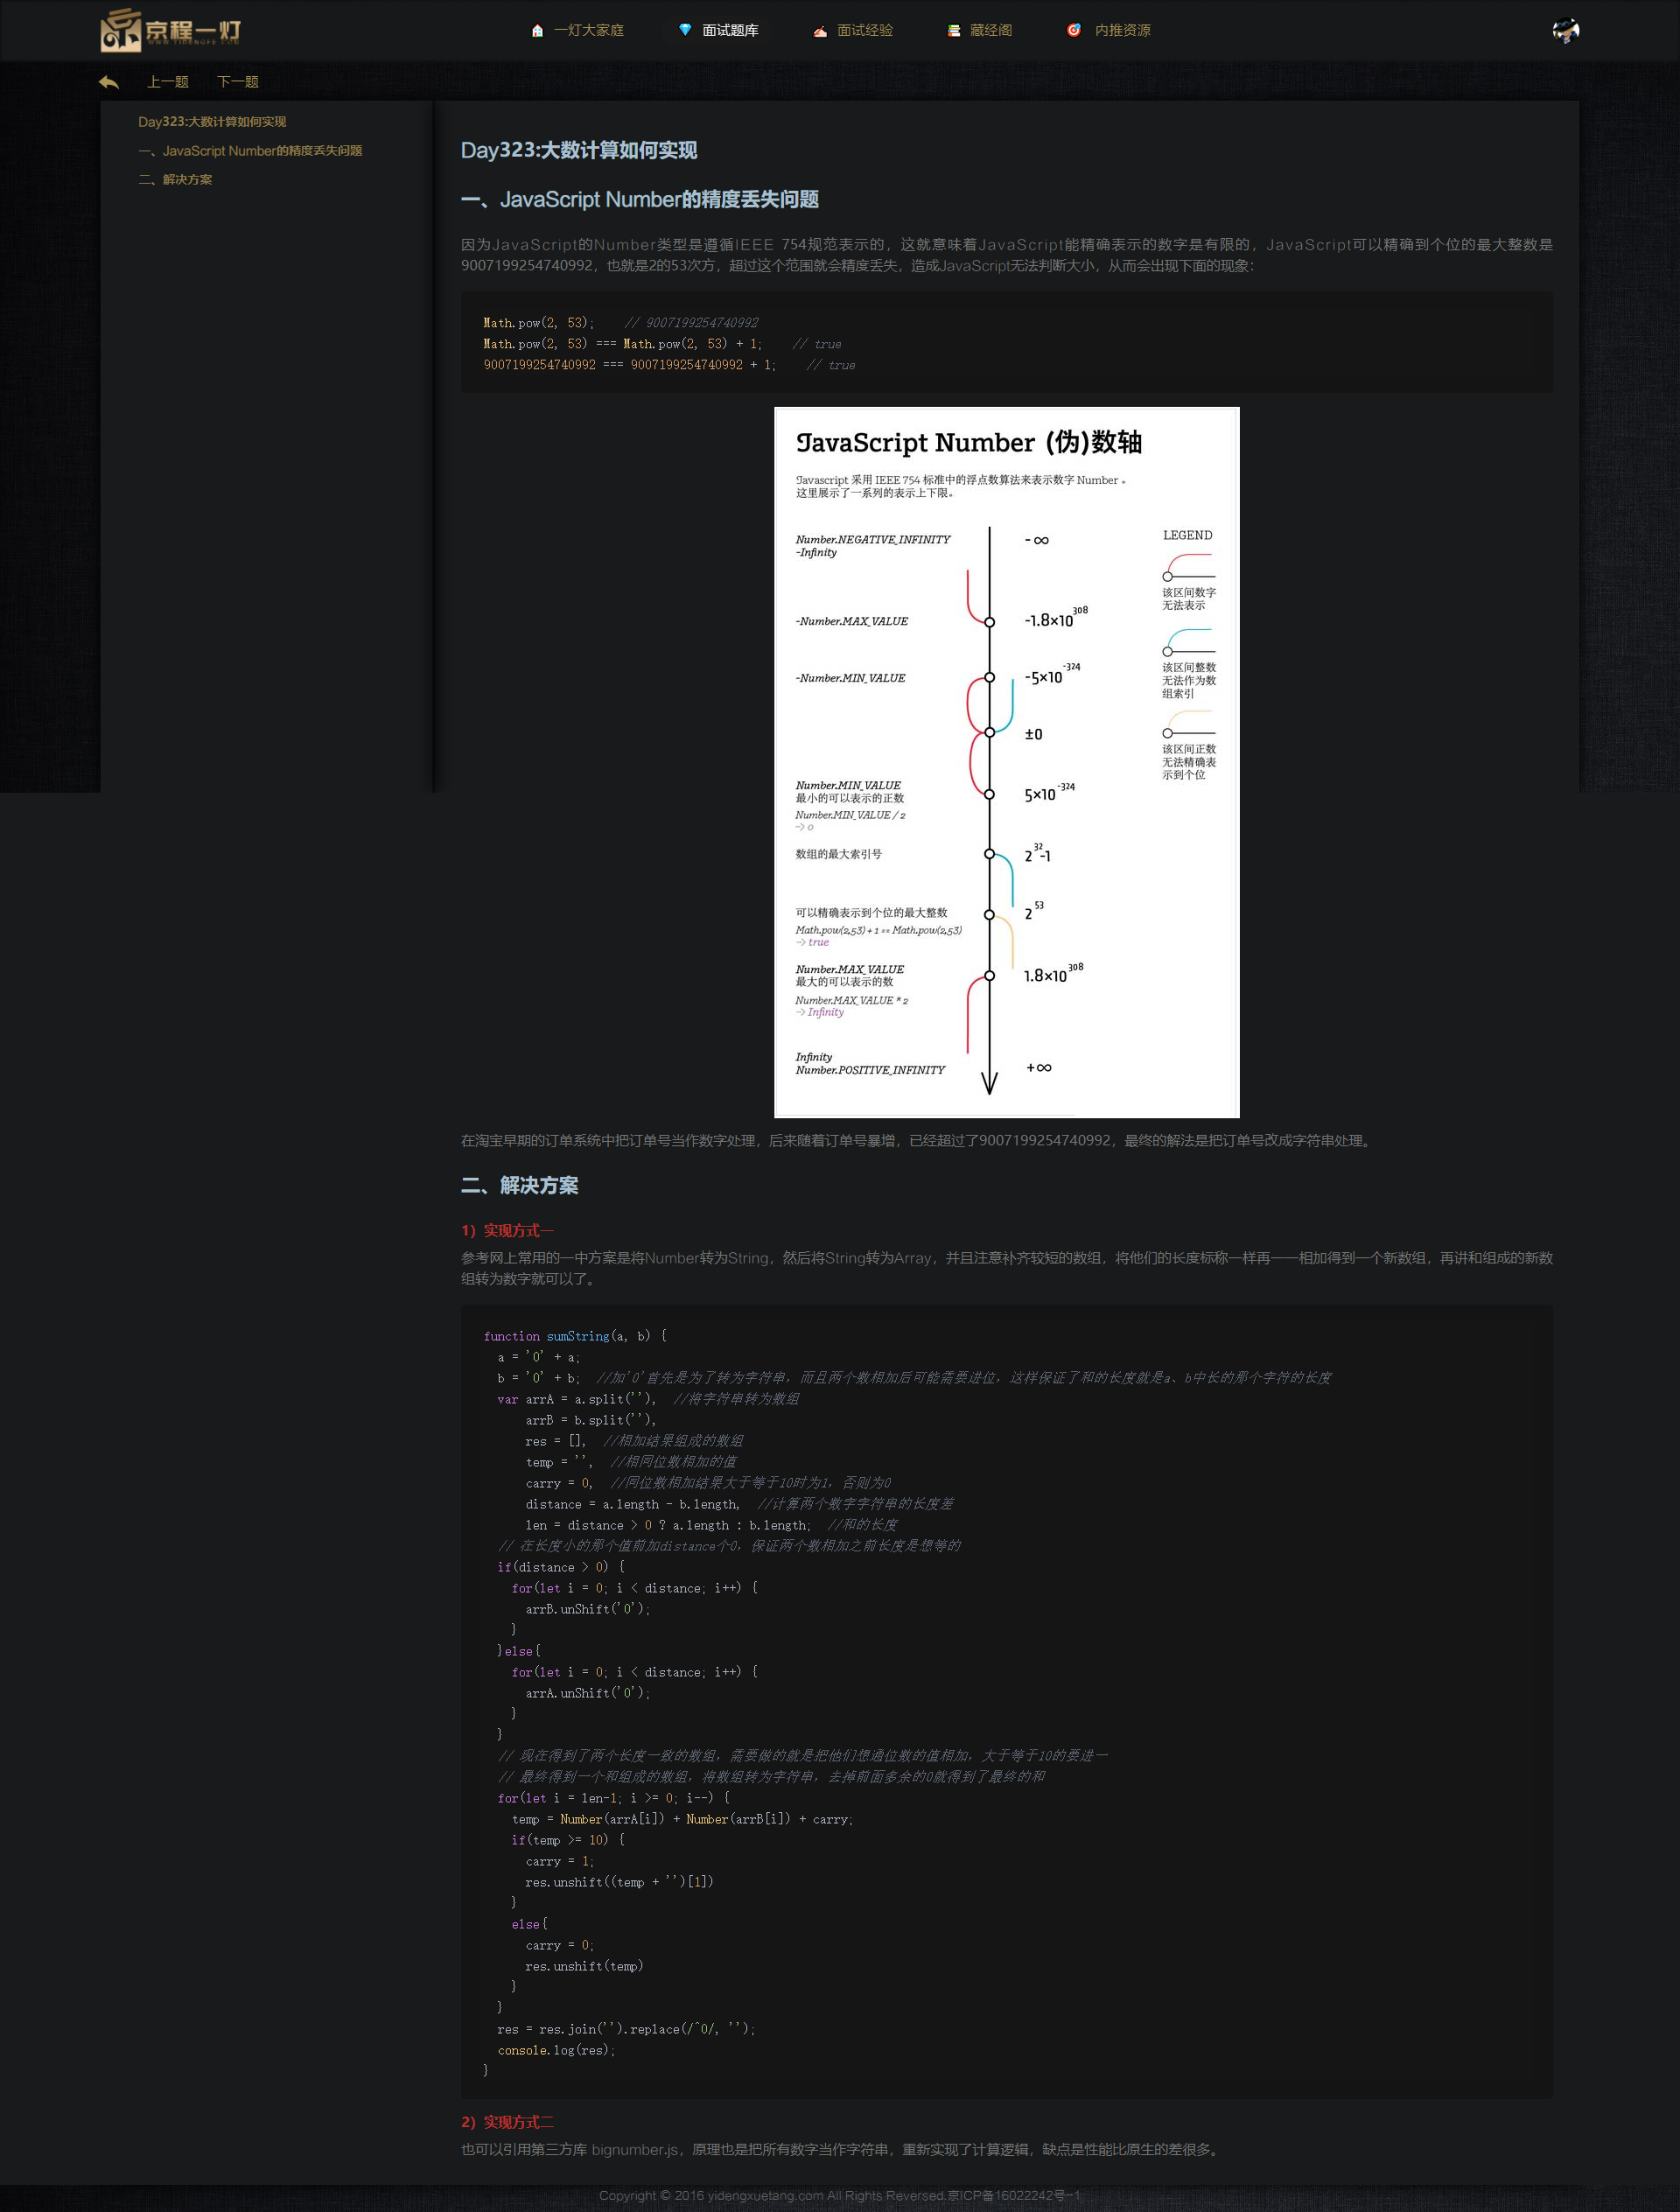 京程一灯
WWW.YIDENGFE.COM
一灯大家庭
面试题库
面试经验
藏经阁
内推资源
上一题
下一题
Day323:大数计算如何实现
一、JavaScript Number的精度丢失问题
二、解决方案
Day323:大数计算如何实现
一、JavaScript Number的精度丢失问题
因为JavaScript的Number类型是遵循IEEE 754规范表示的，这就意味着JavaScript能精确表示的数字是有限的，JavaScript可以精确到个位的最大整数是
9007199254740992，也就是2的53次方，超过这个范围就会精度丢失，造成JavaScript无法判断大小，从而会出现下面的现象：
Math.pow(2, 53);    // 9007199254740992
Math.pow(2, 53) === Math.pow(2, 53) + 1;    // true
9007199254740992 === 9007199254740992 + 1;    // true
JavaScript Number (伪)数轴
Javascript 采用 IEEE 754 标准中的浮点数算法来表示数字 Number 。
这里展示了一系列的表示上下限。
Number.NEGATIVE_INFINITY
-Infinity
-∞
LEGEND
该区间数字
无法表示
-Number.MAX_VALUE
-1.8×10^308
-Number.MIN_VALUE
-5×10^-324
该区间整数
无法作为数
组索引
±0
该区间正数
无法精确表
示到个位
Number.MIN_VALUE
最小的可以表示的正数
Number.MIN_VALUE / 2
-> 0
5×10^-324
数组的最大索引号
2^32-1
可以精确表示到个位的最大整数
Math.pow(2,53) + 1 == Math.pow(2,53)
-> true
2^53
Number.MAX_VALUE
最大的可以表示的数
Number.MAX_VALUE * 2
-> Infinity
1.8×10^308
Infinity
Number.POSITIVE_INFINITY
+∞
在淘宝早期的订单系统中把订单号当作数字处理，后来随着订单号暴增，已经超过了9007199254740992，最终的解法是把订单号改成字符串处理。
二、解决方案
1）实现方式一
参考网上常用的一中方案是将Number转为String，然后将String转为Array，并且注意补齐较短的数组，将他们的长度标称一样再一一相加得到一个新数组，再讲和组成的新数
组转为数字就可以了。
function sumString(a, b) {
  a = '0' + a;
  b = '0' + b;  //加'0'首先是为了转为字符串，而且两个数相加后可能需要进位，这样保证了和的长度就是a、b中长的那个字符的长度
  var arrA = a.split(''),  //将字符串转为数组
      arrB = b.split(''),
      res = [],  //相加结果组成的数组
      temp = '',  //相同位数相加的值
      carry = 0,  //同位数相加结果大于等于10时为1，否则为0
      distance = a.length - b.length,  //计算两个数字字符串的长度差
      len = distance > 0 ? a.length : b.length;  //和的长度
  // 在长度小的那个值前加distance个0，保证两个数相加之前长度是想等的
  if(distance > 0) {
    for(let i = 0; i < distance; i++) {
      arrB.unShift('0');
    }
  }else{
    for(let i = 0; i < distance; i++) {
      arrA.unShift('0');
    }
  }
  // 现在得到了两个长度一致的数组，需要做的就是把他们想通位数的值相加，大于等于10的要进一
  // 最终得到一个和组成的数组，将数组转为字符串，去掉前面多余的0就得到了最终的和
  for(let i = len-1; i >= 0; i--) {
    temp = Number(arrA[i]) + Number(arrB[i]) + carry;
    if(temp >= 10) {
      carry = 1;
      res.unshift((temp + '')[1])
    }
    else{
      carry = 0;
      res.unshift(temp)
    }
  }
  res = res.join('').replace(/^0/, '');
  console.log(res);
}
2）实现方式二
也可以引用第三方库 bignumber.js，原理也是把所有数字当作字符串，重新实现了计算逻辑，缺点是性能比原生的差很多。
Copyright © 2016 yidengxuetang.com All Rights Reversed.京ICP备16022242号-1